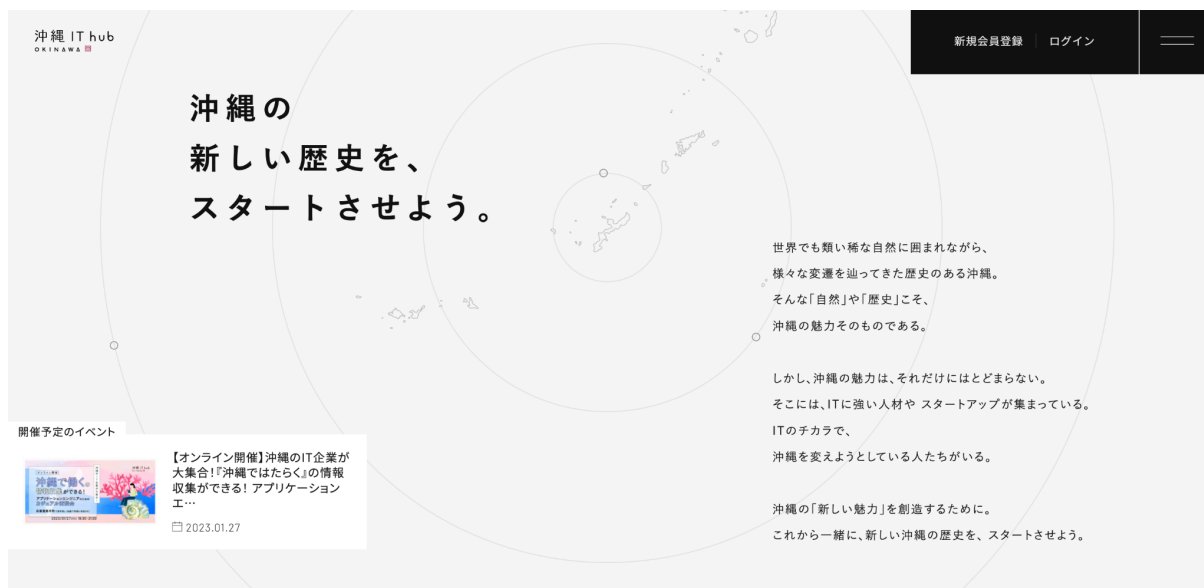 沖縄 IT hub
OKINAWA
新規会員登録
ログイン
沖縄の
新しい歴史を、
スタートさせよう。
世界でも類い稀な自然に囲まれながら、
様々な変遷を辿ってきた歴史のある沖縄。
そんな「自然」や「歴史」こそ、
沖縄の魅力そのものである。
しかし、沖縄の魅力は、それだけにはとどまらない。
そこには、ITに強い人材や スタートアップが集まっている。
ITのチカラで、
沖縄を変えようとしている人たちがいる。
沖縄の「新しい魅力」を創造するために。
これから一緒に、新しい沖縄の歴史を、スタートさせよう。
開催予定のイベント
沖縄で働く。
ができる!
【オンライン開催】沖縄のIT企業が
大集合!『沖縄ではたらく』の情報
収集ができる! アプリケーション
エ…
2023.01.27